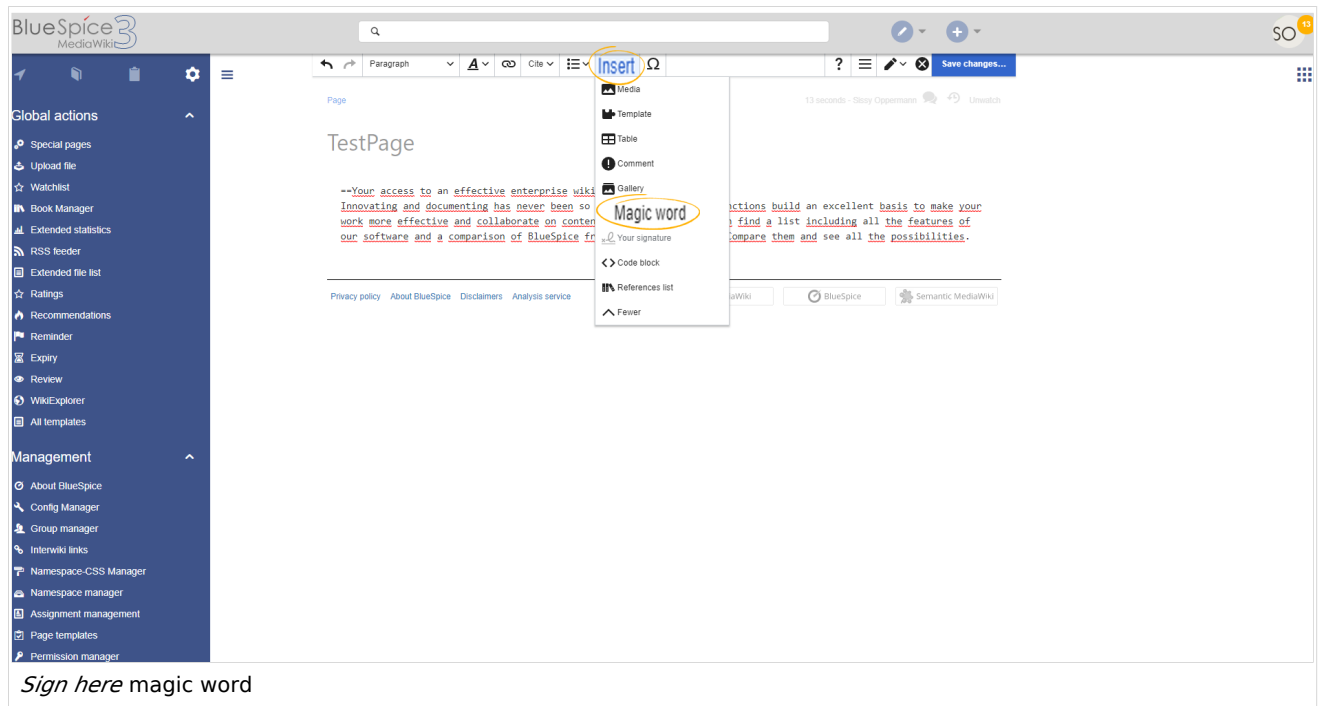 BlueSpice 3
MediaWiki
SO 13
Paragraph A Cite Insert Ω ? Save changes...
Page 13 seconds - Unwatch
TestPage
Media
Template
Table
Comment
Gallery
Magic word
Your signature
Code block
References list
Fewer
--Your access to an effective enterprise wiki
Innovating and documenting has never been so nctions build an excellent basis to make your
work more effective and collaborate on conten find a list including all the features of
our software and a comparison of BlueSpice fr Compare them and see all the possibilities.
Privacy policy About BlueSpice Disclaimers Analysis service aWiki BlueSpice Semantic MediaWiki
Global actions
Special pages
Upload file
Watchlist
Book Manager
Extended statistics
RSS feeder
Extended file list
Ratings
Recommendations
Reminder
Expiry
Review
WikiExplorer
All templates
Management
About BlueSpice
Config Manager
Group manager
Interwiki links
Namespace-CSS Manager
Namespace manager
Assignment management
Page templates
Permission manager
Sign here magic word